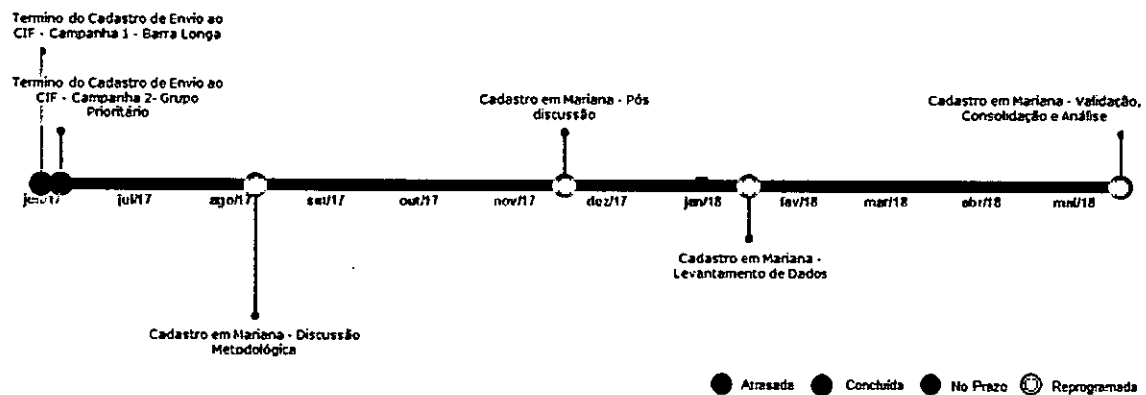 Termino do Cadastro de Envio ao
CIF - Campanha 1 - Barra Longa
Termino do Cadastro de Envio ao
CIF - Campanha 2- Grupo
Prioritário
Cadastro em Mariana - Pós
discussão
Cadastro em Mariana - Validação,
Consolidação e Análise
jul/17
ago/17
set/17
out/17
nov/17
dez/17
jan/18
fev/18
mar/18
abr/18
mai/18
Cadastro em Mariana -
Levantamento de Dados
Cadastro em Mariana - Discussão
Metodológica
Atrasada
Concluída
No Prazo
Reprogramada